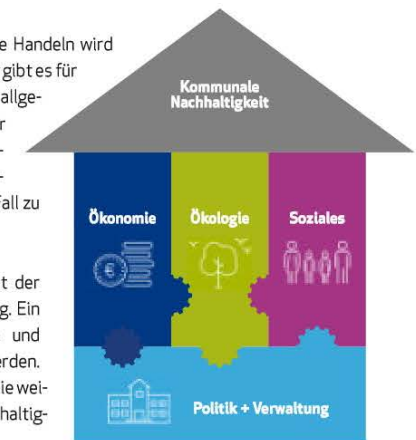 e Handeln wird
gibt es für
allge-
r
-
-
Fall zu
t der
g. Ein
und
erden.
ie wei-
haltig-
Kommunale
Nachhaltigkeit
Ökonomie
Ökologie
Soziales
€
Politik + Verwaltung